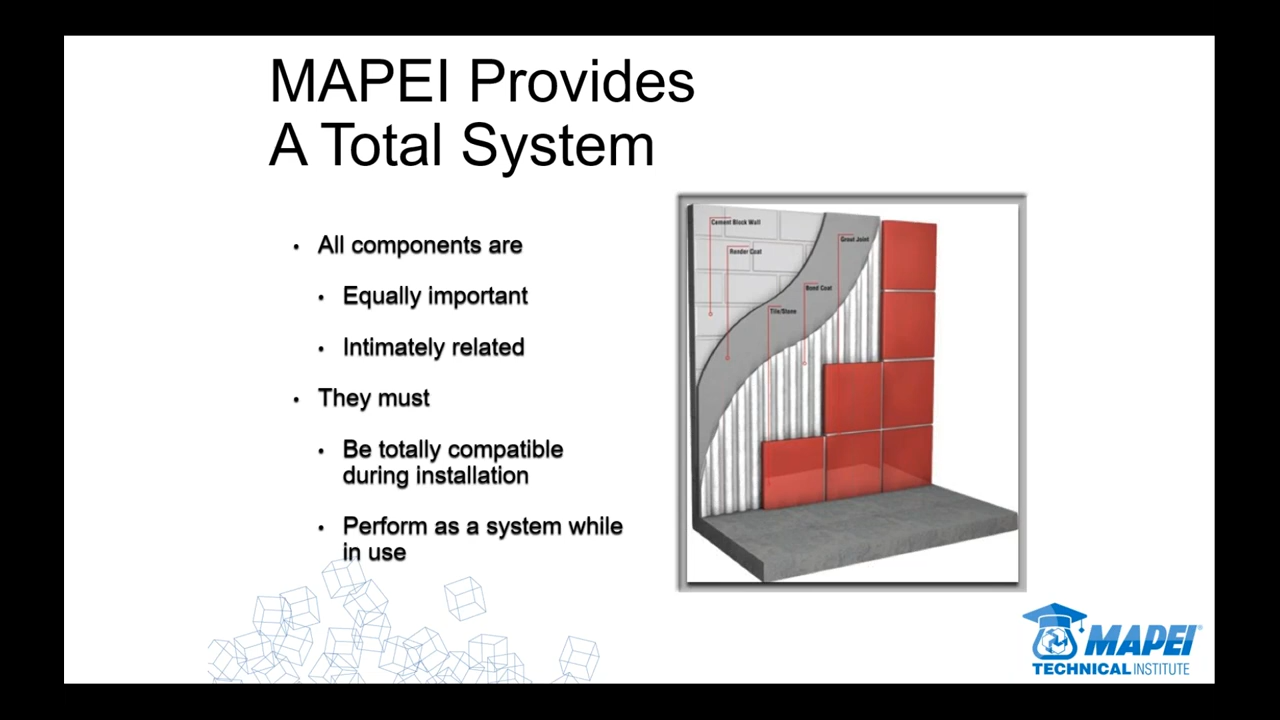 MAPEI Provides
A Total System
• All components are
• Equally important
• Intimately related
• They must
• Be totally compatible
during installation
• Perform as a system while
in use
Cement Block Wall
Render Coat
Grout Joint
Bond Coat
Tile/Stone
MAPEI®
TECHNICAL INSTITUTE